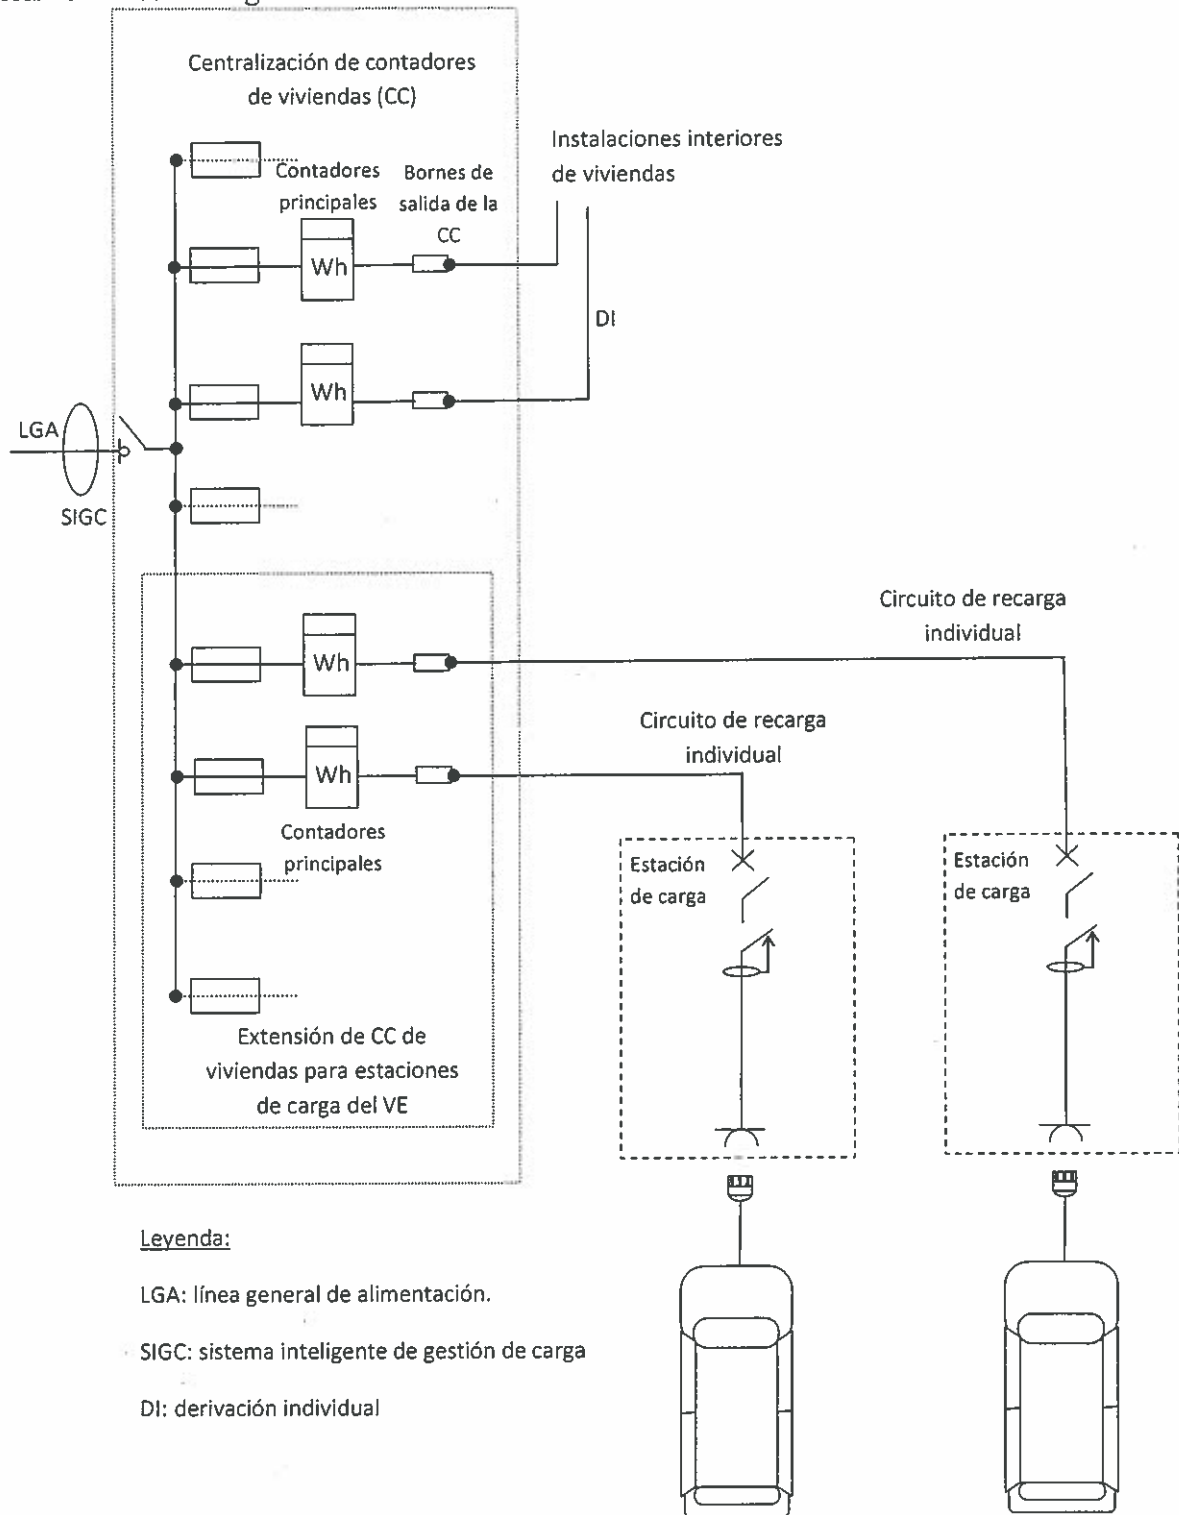 Centralización de contadores
de viviendas (CC)
Instalaciones interiores
de viviendas
Contadores
principales
Bornes de
salida de la
CC
Wh
DI
Wh
LGA
SIGC
Circuito de recarga
individual
Wh
Circuito de recarga
individual
Wh
Contadores
principales
Estación
de carga
Estación
de carga
Extensión de CC de
viviendas para estaciones
de carga del VE
Leyenda:
LGA: línea general de alimentación.
SIGC: sistema inteligente de gestión de carga
DI: derivación individual